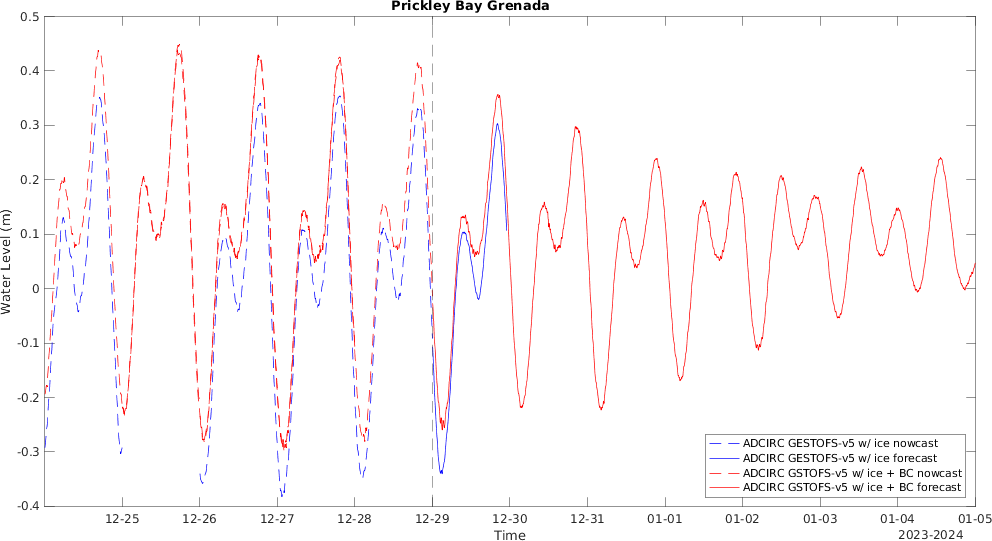 Prickley Bay Grenada
0.5
0.4
0.3
0.2
0.1
0
-0.1
-0.2
-0.3
-0.4
Water Level (m)
ADCIRC GESTOFS-v5 w/ ice nowcast
ADCIRC GESTOFS-v5 w/ ice forecast
ADCIRC GSTOFS-v5 w/ ice + BC nowcast
ADCIRC GSTOFS-v5 w/ ice + BC forecast
12-25 12-26 12-27 12-28 12-29 12-30 12-31 01-01 01-02 01-03 01-04 01-05
Time
2023-2024